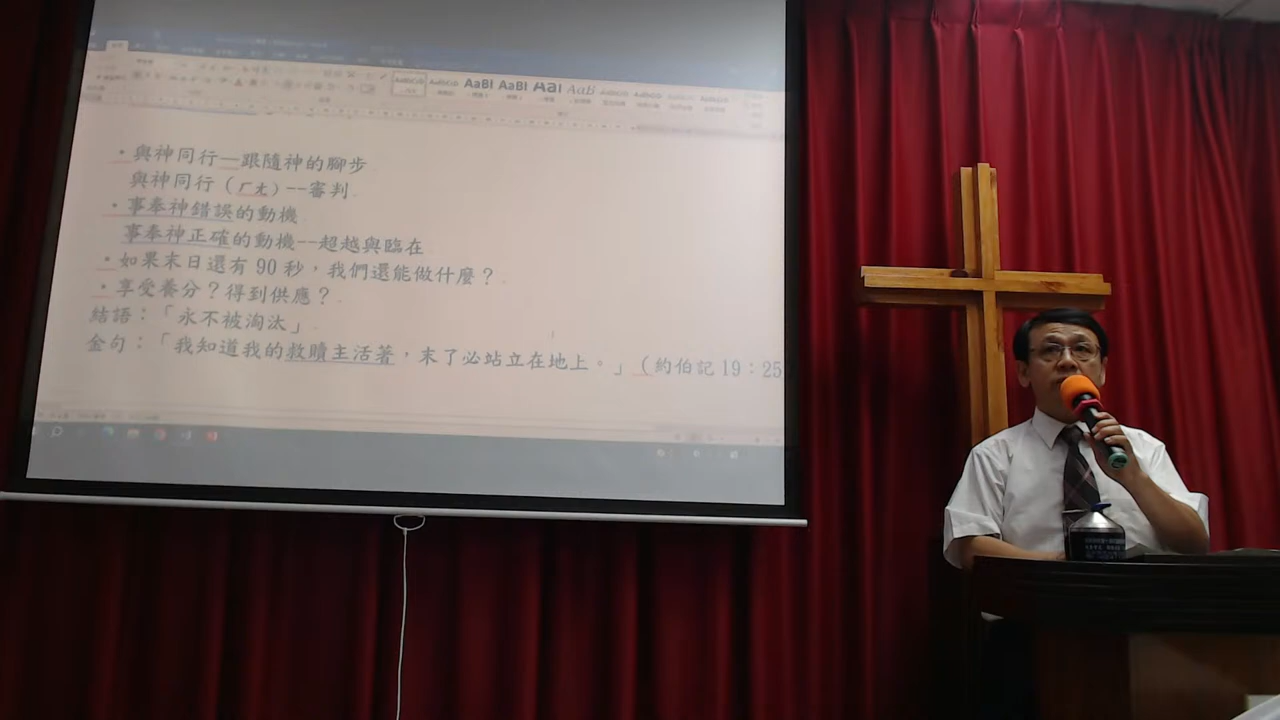 AaBl AaBl AaI AaB
・與神同行—跟隨神的腳步
與神同行（ㄏㄤ）--審判
・事奉神錯誤的動機
事奉神正確的動機--超越與臨在
・如果末日還有 90 秒，我們還能做什麼？
・享受養分？得到供應？
結語：「永不被淘汰」
金句：「我知道我的救贖主活著，末了必站立在地上。」（約伯記 19：25